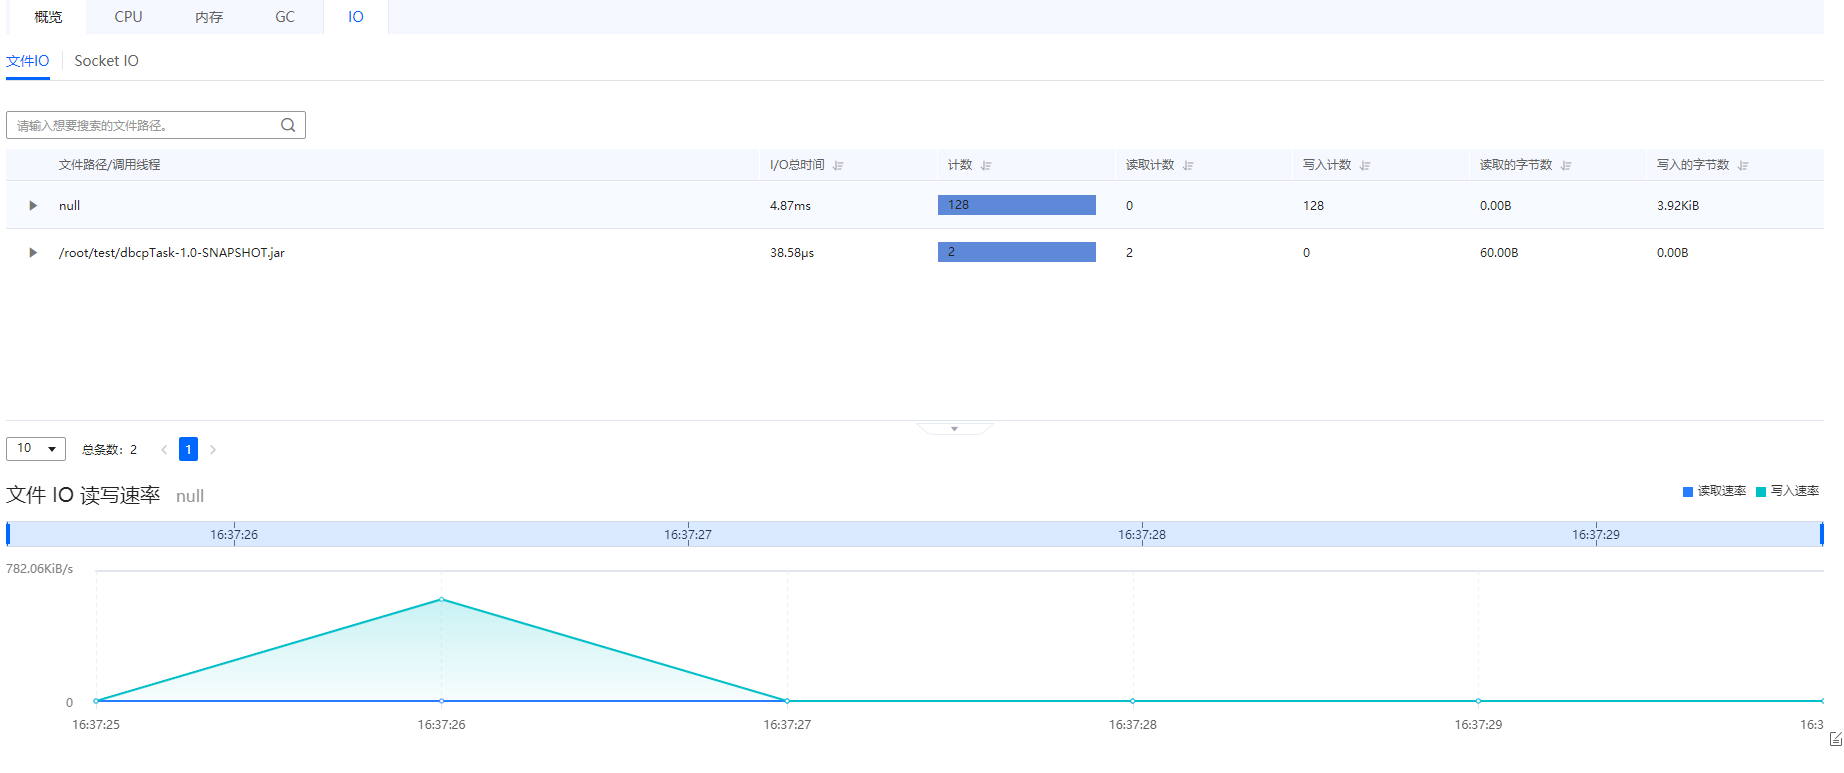 概览 CPU 内存 GC IO
文件IO Socket IO
请输入想要搜索的文件路径。
文件路径/调用线程 I/O总时间 计数 读取计数 写入计数 读取的字节数 写入的字节数
null 4.87ms 128 0 128 0.00B 3.92KiB
/root/test/dbcpTask-1.0-SNAPSHOT.jar 38.58μs 2 2 0 60.00B 0.00B
10 总条数：2 1
文件 IO 读写速率 null 读取速率 写入速率
16:37:26 16:37:27 16:37:28 16:37:29
782.06KiB/s
0
16:37:25 16:37:26 16:37:27 16:37:28 16:37:29 16:3